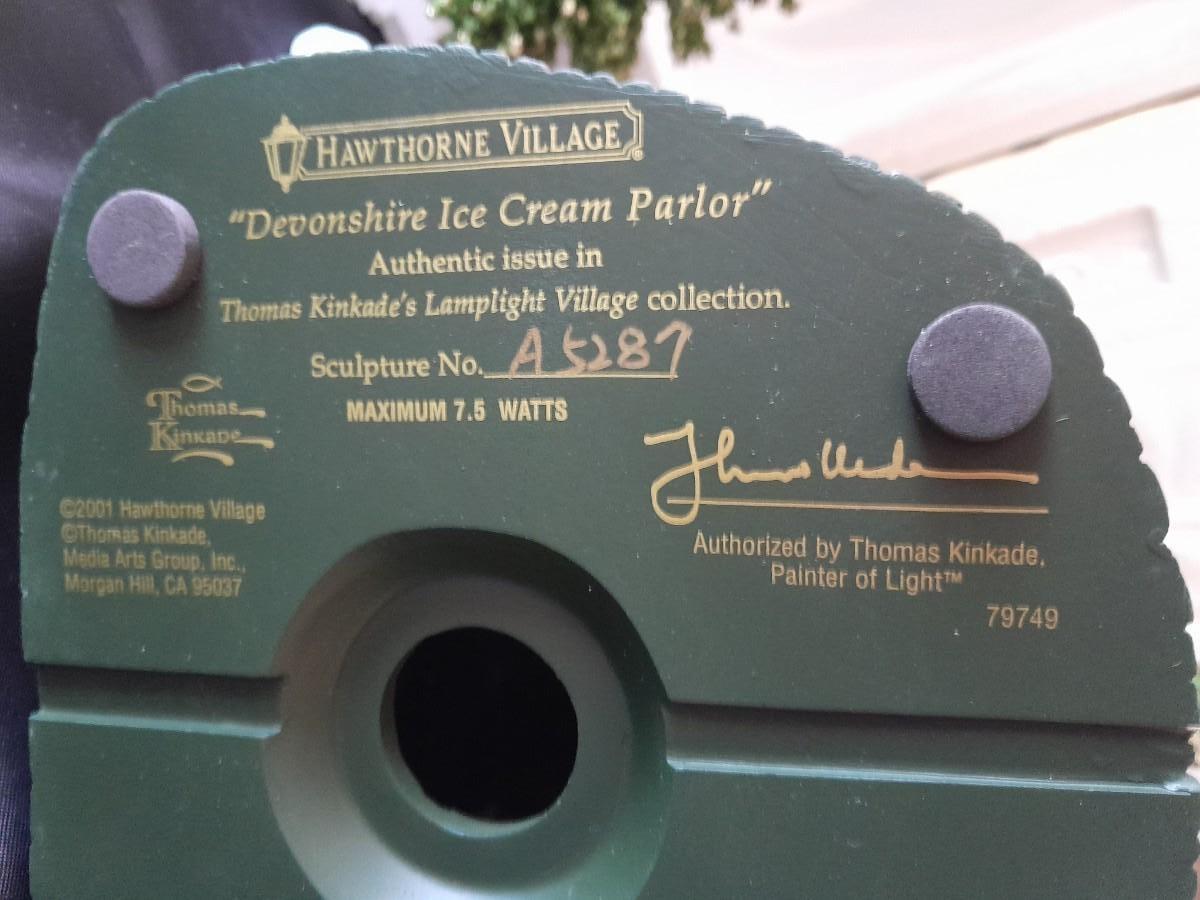 HAWTHORNE VILLAGE®
"Devonshire Ice Cream Parlor"
Authentic issue in
Thomas Kinkade's Lamplight Village collection.
Sculpture No. A5287
MAXIMUM 7.5 WATTS
Thomas
Kinkade
©2001 Hawthorne Village
©Thomas Kinkade,
Media Arts Group, Inc.,
Morgan Hill, CA 95037
Authorized by Thomas Kinkade,
Painter of Light™
79749